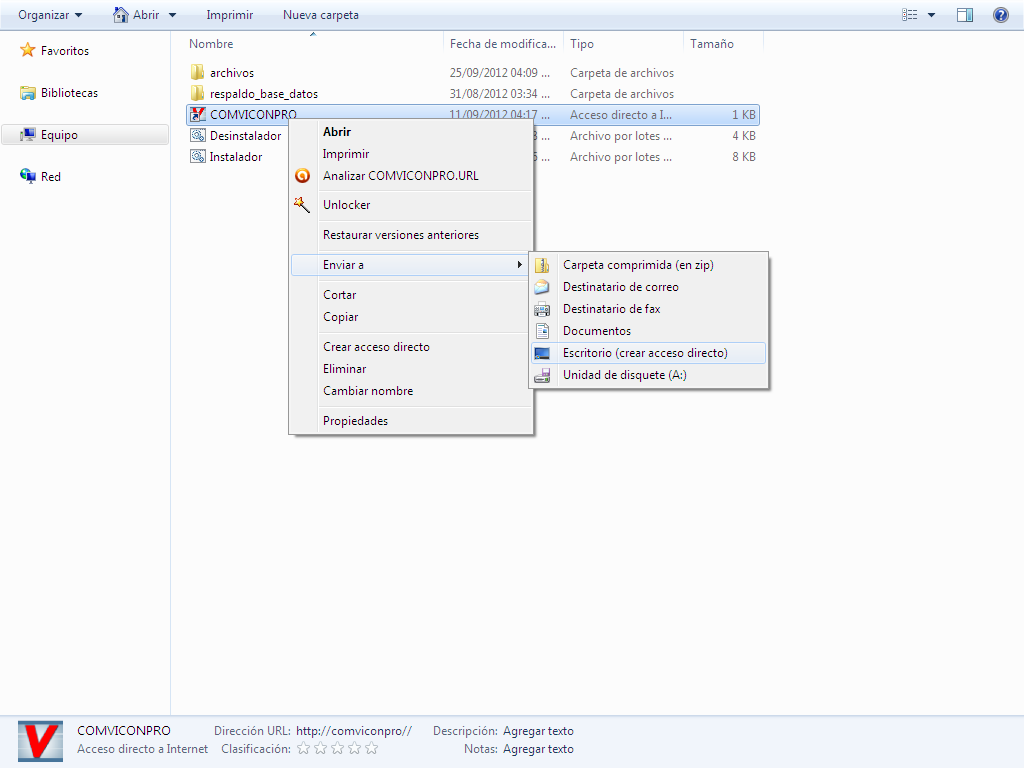 Organizar Abrir Imprimir Nueva carpeta
Favoritos
Bibliotecas
Equipo
Red
Nombre Fecha de modifica... Tipo Tamaño
archivos 25/09/2012 04:09 ... Carpeta de archivos
respaldo_base_datos 31/08/2012 03:34 ... Carpeta de archivos
COMVICONPRO 11/09/2012 04:17 ... Acceso directo a I... 1 KB
Desinstalador Archivo por lotes ... 4 KB
Instalador Archivo por lotes ... 8 KB
Abrir
Imprimir
Analizar COMVICONPRO.URL
Unlocker
Restaurar versiones anteriores
Enviar a
Cortar
Copiar
Crear acceso directo
Eliminar
Cambiar nombre
Propiedades
Carpeta comprimida (en zip)
Destinatario de correo
Destinatario de fax
Documentos
Escritorio (crear acceso directo)
Unidad de disquete (A:)
COMVICONPRO Dirección URL: http://comviconpro// Descripción: Agregar texto
Acceso directo a Internet Clasificación: Notas: Agregar texto